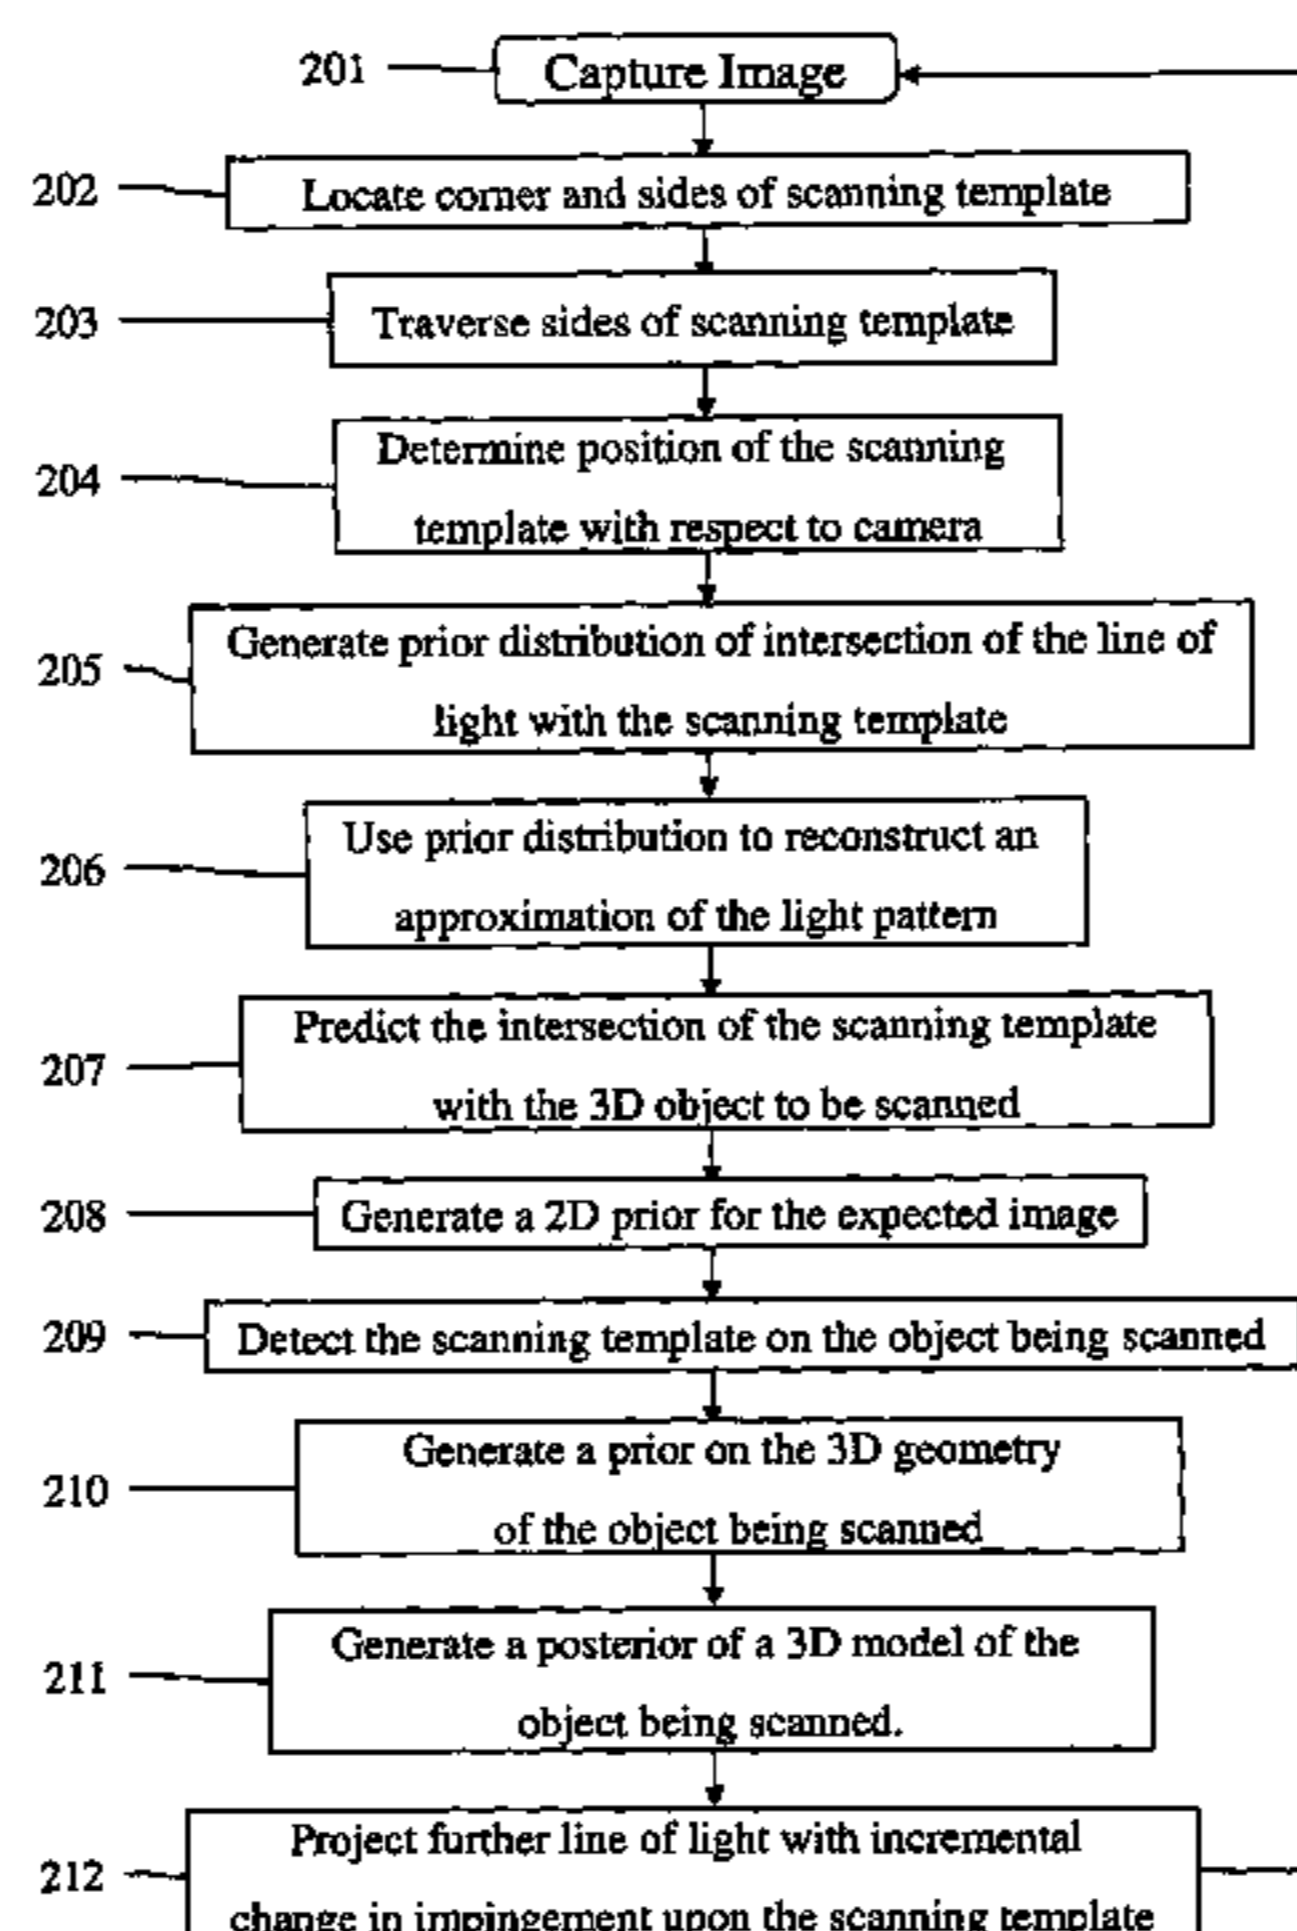 201 Capture Image
202 Locate corner and sides of scanning template
203 Traverse sides of scanning template
Determine position of the scanning
204
template with respect to camera
Generate prior distribution of intersection of the line of
205
light with the scanning template
Use prior distribution to reconstruct an
206
approximation of the light pattern
Predict the intersection of the scanning template
207
with the 3D object to be scanned
208 Generate a 2D prior for the expected image
209 Detect the scanning template on the object being scanned
Generate a prior on the 3D geometry
210
of the object being scanned
Generate a posterior of a 3D model of the
211
object being scanned.
Project further line of light with incremental
212
change in impingement upon the scanning template